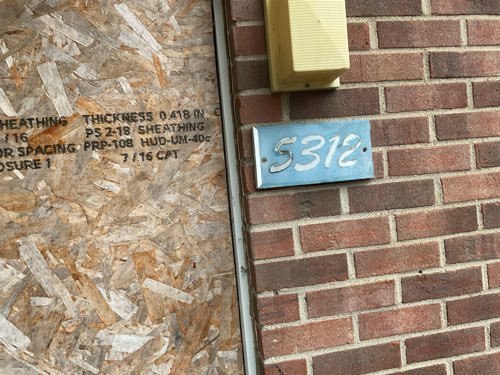 HEATHING THICKNESS 0.418 IN
/ 16 PS 2-18 SHEATHING
OR SPACING PRP-108 HUD-UM-40c
OSURE 1 7/16 CAT
5312